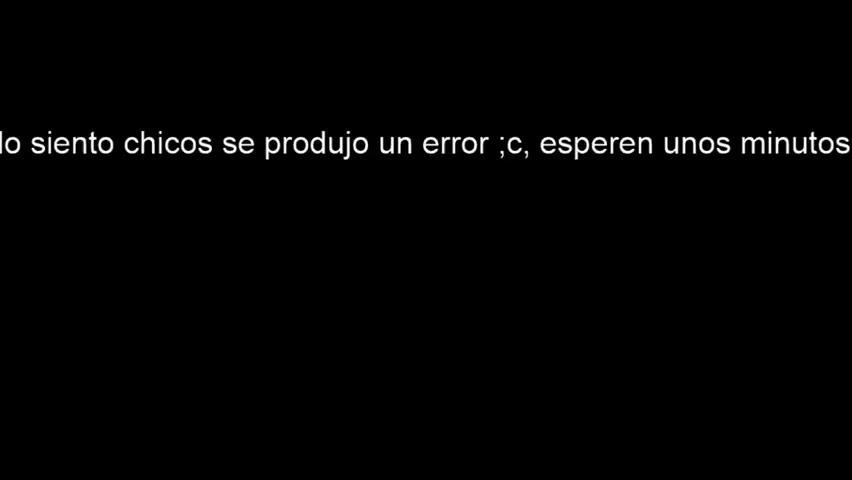 lo siento chicos se produjo un error ;c, esperen unos minutos